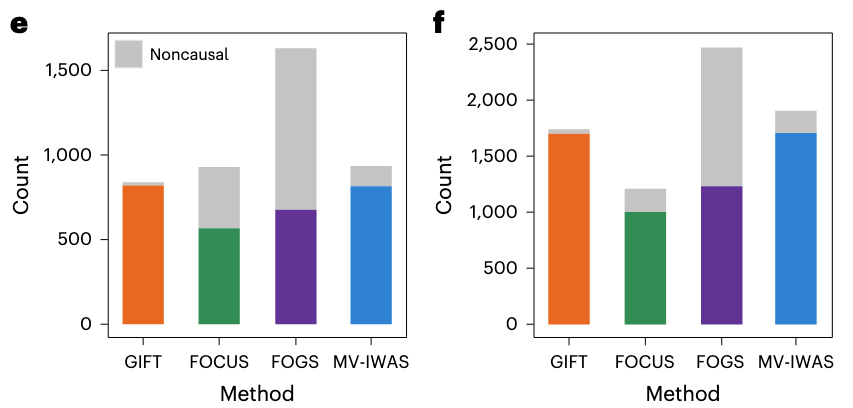 e
Noncausal
1,500
1,000
500
0
Count
GIFT FOCUS FOGS MV-IWAS
Method
f
2,500
2,000
1,500
1,000
500
0
Count
GIFT FOCUS FOGS MV-IWAS
Method